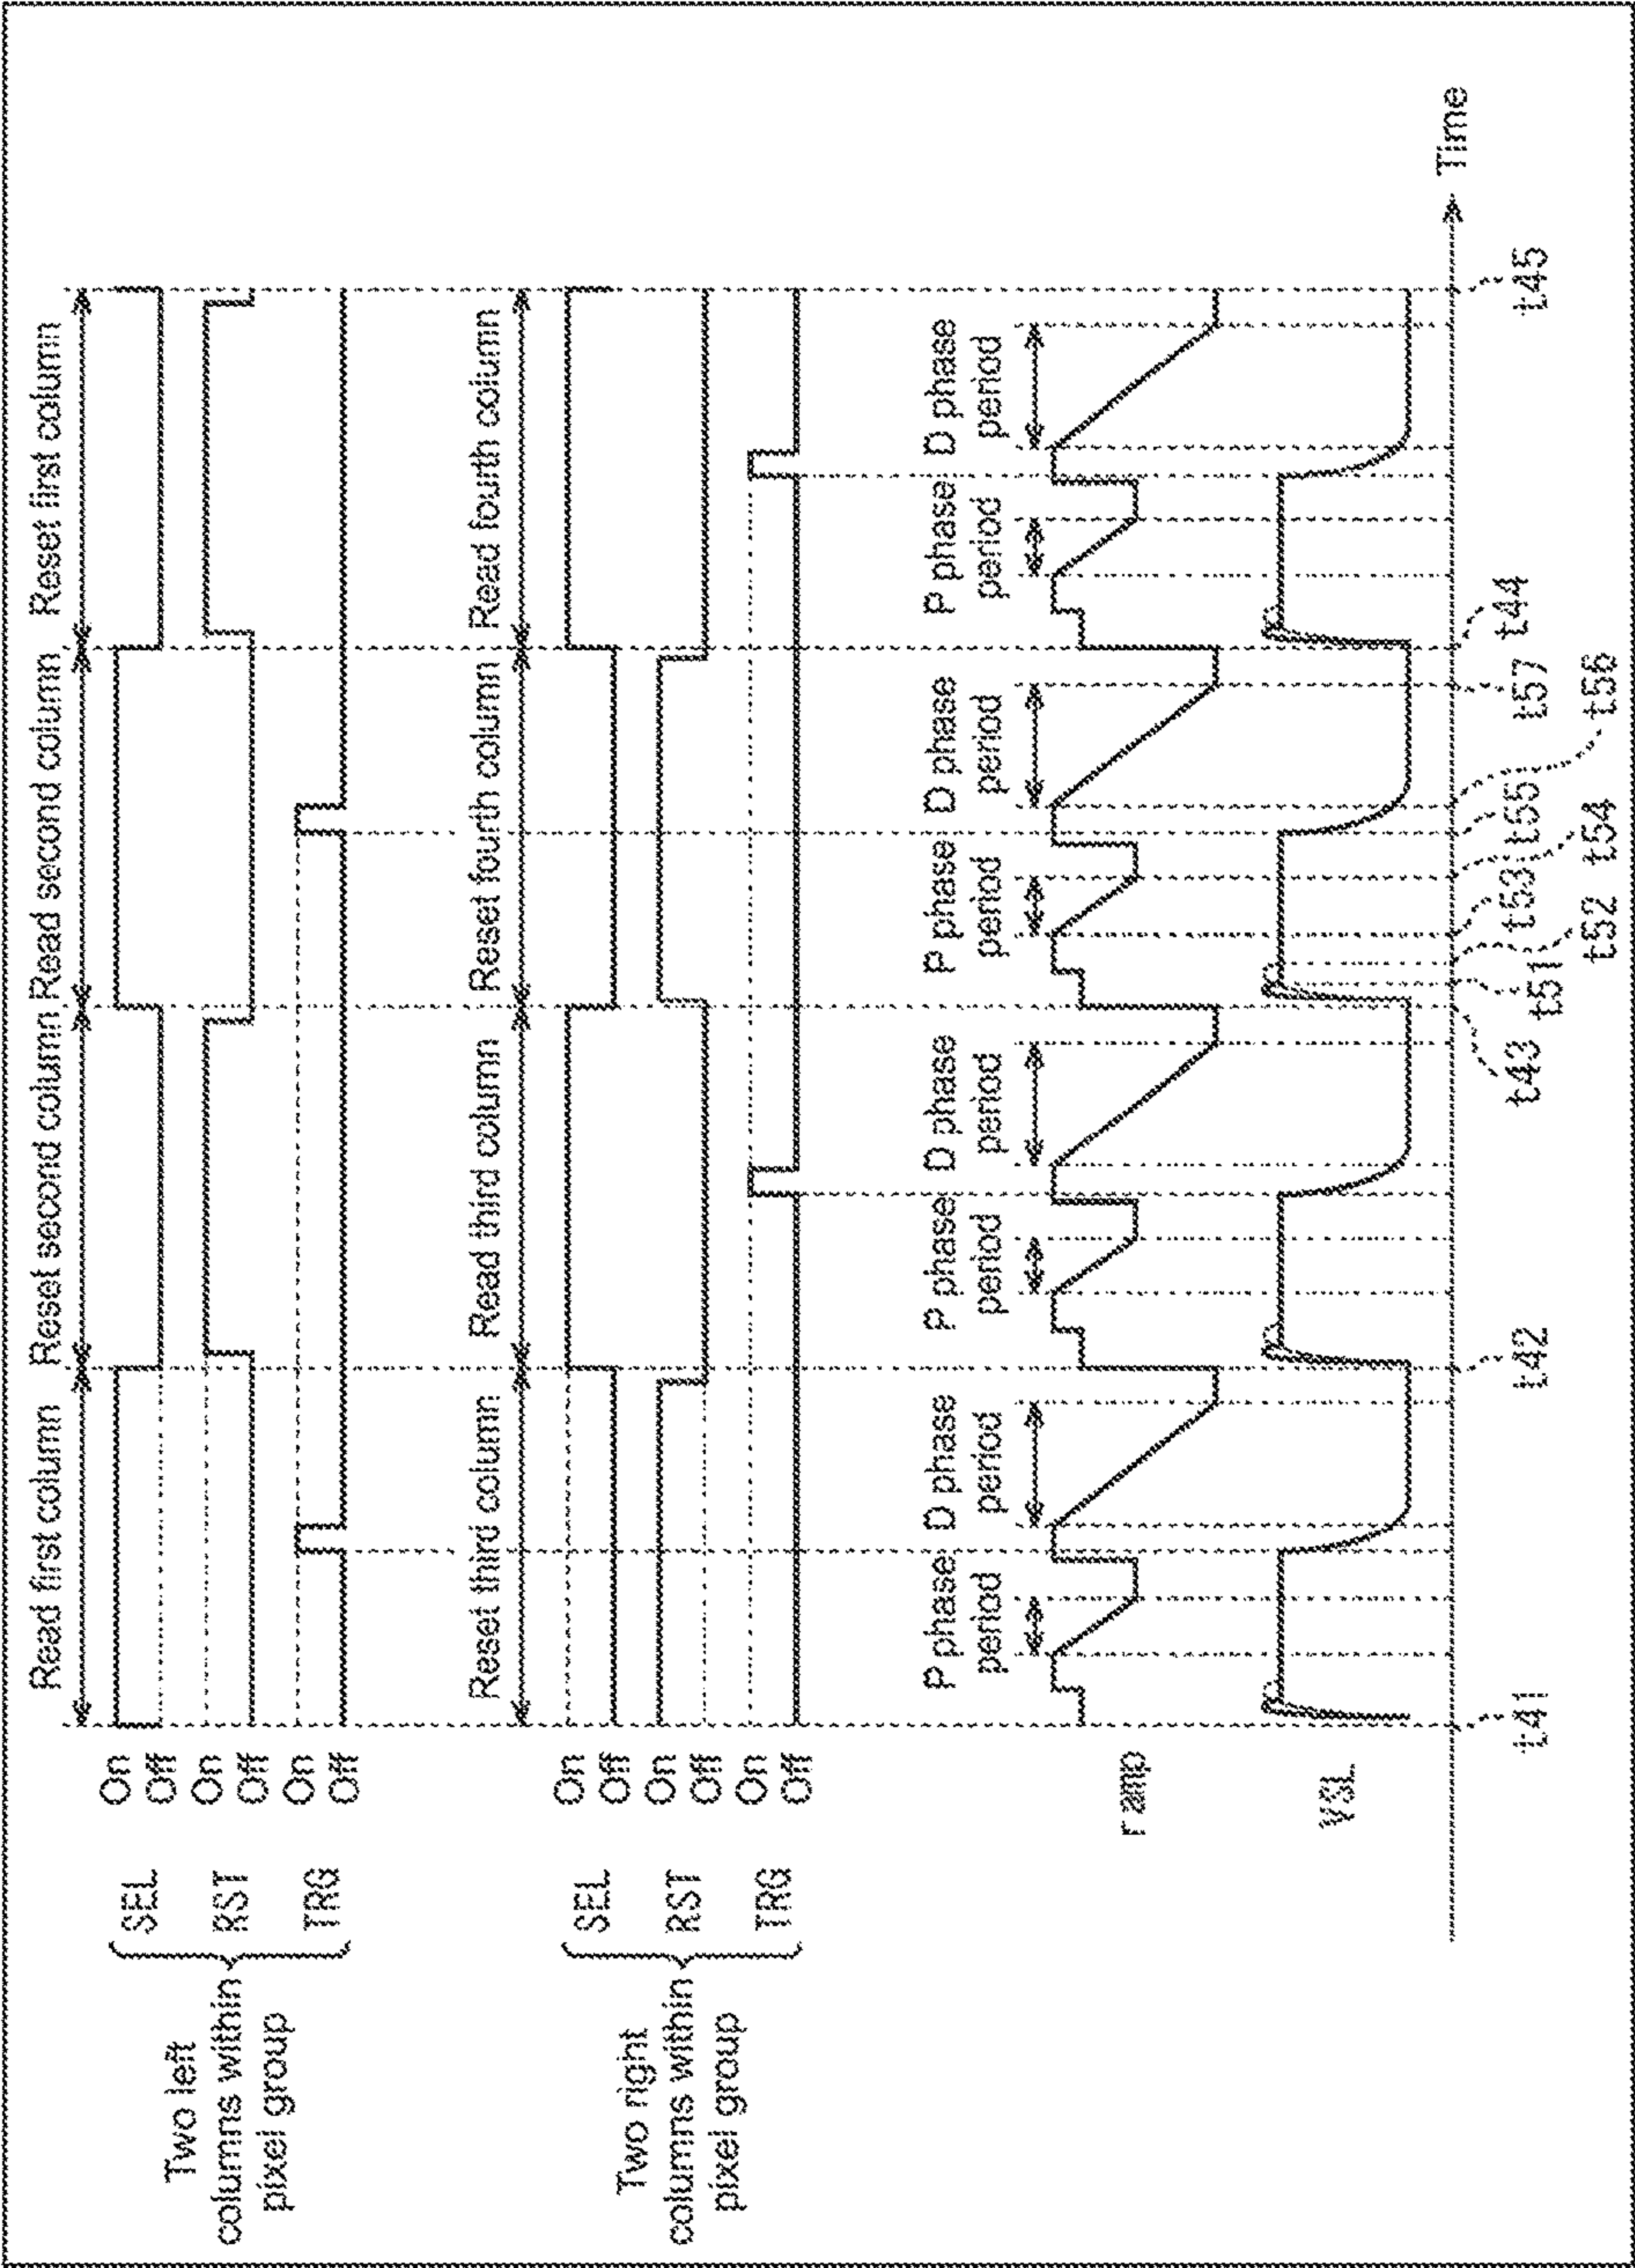 Read first column
Reset second column
Read second column
Reset first column
Two left
columns within
pixel group
SEL
On
Off
RST
On
Off
TRG
On
Off
Reset third column
Read third column
Reset fourth column
Read fourth column
Two right
columns within
pixel group
SEL
On
Off
RST
On
Off
TRG
On
Off
P phase
period
D phase
period
P phase
period
D phase
period
P phase
period
D phase
period
P phase
period
D phase
period
ramp
VSL
Time
t41
t42
t43
t51
t52
t53
t54
t55
t56
t57
t44
t45